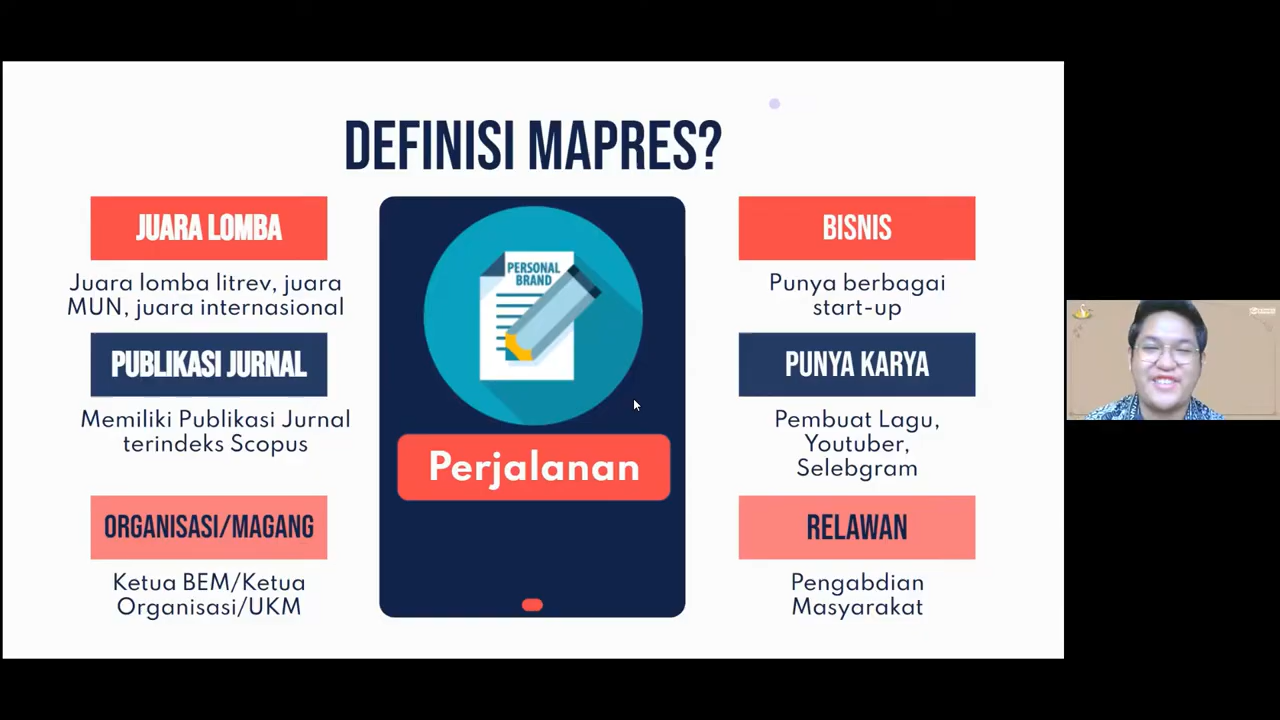 DEFINISI MAPRES?
JUARA LOMBA
Juara lomba litrev, juara
MUN, juara internasional
PUBLIKASI JURNAL
Memiliki Publikasi Jurnal
terindeks Scopus
ORGANISASI/MAGANG
Ketua BEM/Ketua
Organisasi/UKM
PERSONAL
BRAND
Perjalanan
BISNIS
Punya berbagai
start-up
PUNYA KARYA
Pembuat Lagu,
Youtuber,
Selebgram
RELAWAN
Pengabdian
Masyarakat